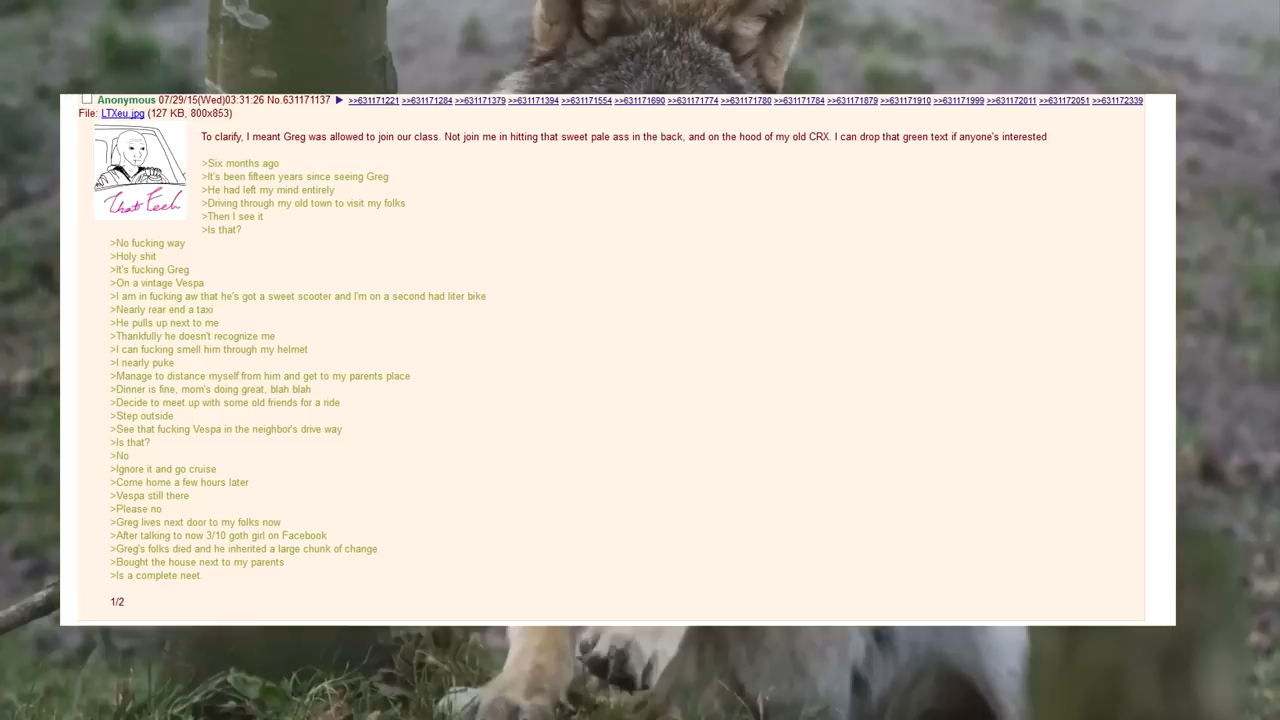 Anonymous 07/29/15(Wed)03:31:26 No.631171137 ▶ >>631171221 >>631171284 >>631171379 >>631171394 >>631171554 >>631171690 >>631171774 >>631171780 >>631171784 >>631171879 >>631171910 >>631171999 >>631172011 >>631172051 >>631172339
File: LTXeu.jpg (127 KB, 800x853)
To clarify, I meant Greg was allowed to join our class. Not join me in hitting that sweet pale ass in the back, and on the hood of my old CRX. I can drop that green text if anyone's interested
That Feel
>Six months ago
>It's been fifteen years since seeing Greg
>He had left my mind entirely
>Driving through my old town to visit my folks
>Then I see it
>Is that?
>No fucking way
>Holy shit
>It's fucking Greg
>On a vintage Vespa
>I am in fucking aw that he's got a sweet scooter and I'm on a second had liter bike
>Nearly rear end a taxi
>He pulls up next to me
>Thankfully he doesn't recognize me
>I can fucking smell him through my helmet
>I nearly puke
>Manage to distance myself from him and get to my parents place
>Dinner is fine, mom's doing great, blah blah
>Decide to meet up with some old friends for a ride
>Step outside
>See that fucking Vespa in the neighbor's drive way
>Is that?
>No
>Ignore it and go cruise
>Come home a few hours later
>Vespa still there
>Please no
>Greg lives next door to my folks now
>After talking to now 3/10 goth girl on Facebook
>Greg's folks died and he inherited a large chunk of change
>Bought the house next to my parents
>Is a complete neet.
1/2